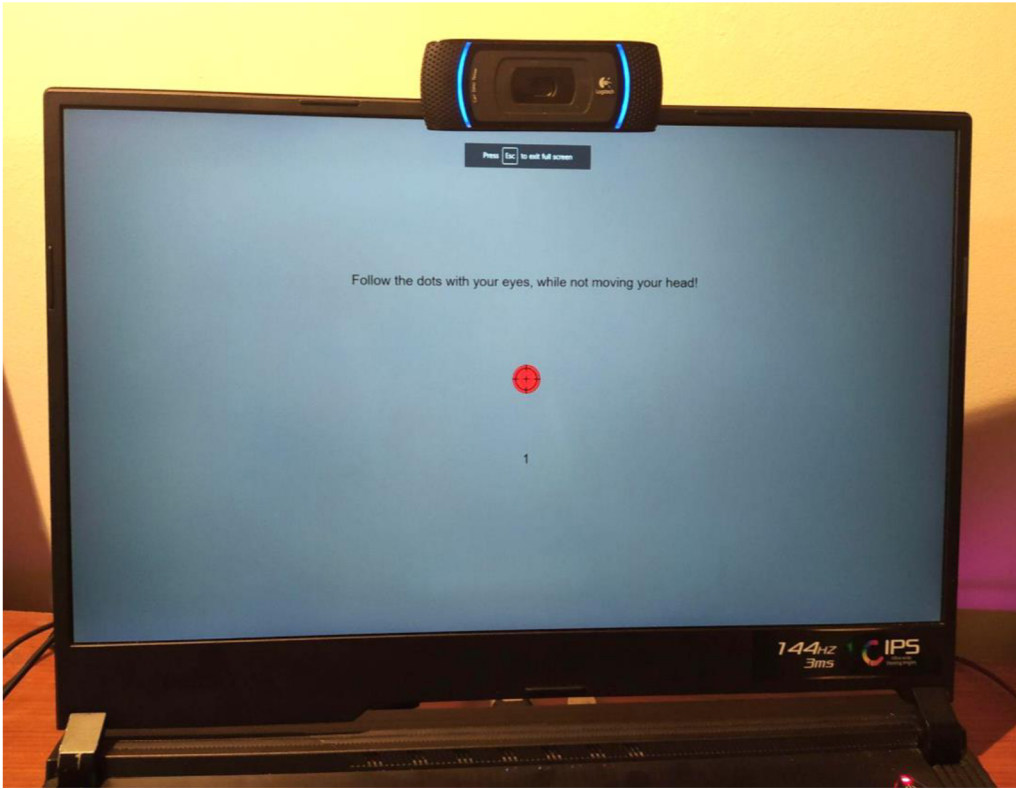 Logitech
Press Esc to exit full screen
Follow the dots with your eyes, while not moving your head!
1
144Hz
3ms
IPS